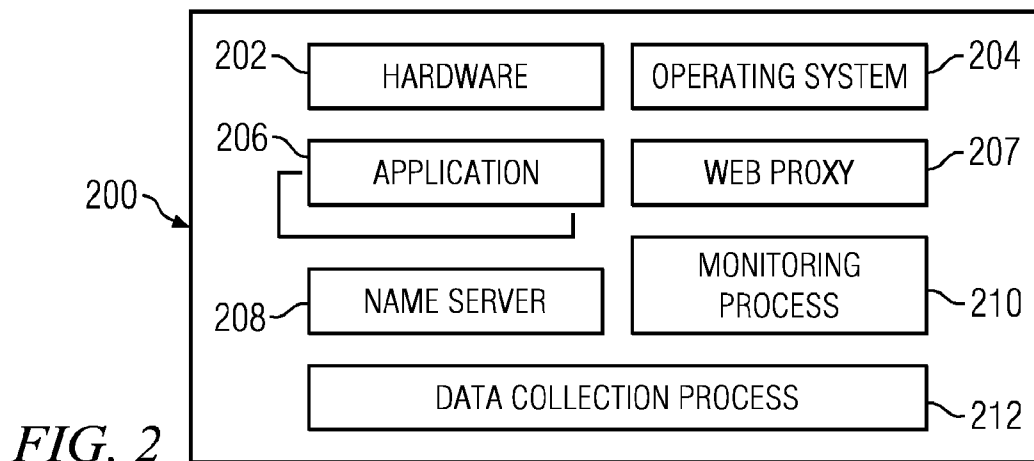 202
HARDWARE
OPERATING SYSTEM
204
206
APPLICATION
WEB PROXY
207
200
208
NAME SERVER
MONITORING
PROCESS
210
DATA COLLECTION PROCESS
212
FIG. 2